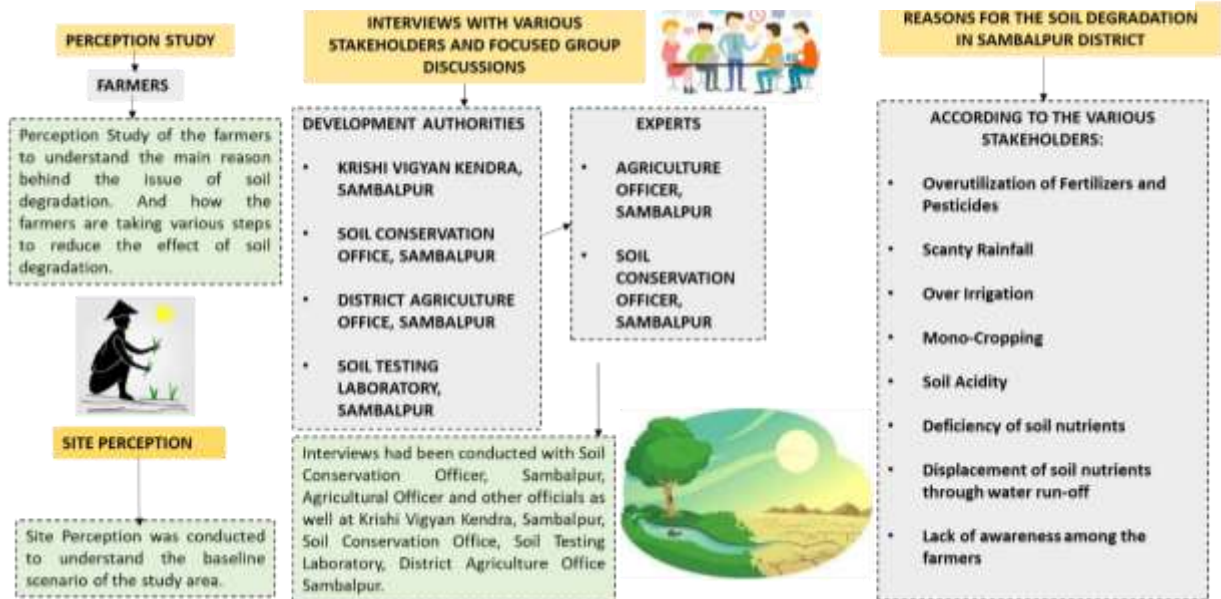 PERCEPTION STUDY
FARMERS
Perception Study of the farmers
to understand the main reason
behind the issue of soil
degradation. And how the
farmers are taking various steps
to reduce the effect of soil
degradation.
SITE PERCEPTION
Site Perception was conducted
to understand the baseline
scenario of the study area.
INTERVIEWS WITH VARIOUS
STAKEHOLDERS AND FOCUSED GROUP
DISCUSSIONS
DEVELOPMENT AUTHORITIES
• KRISHI VIGYAN KENDRA,
SAMBALPUR
• SOIL CONSERVATION
OFFICE, SAMBALPUR
• DISTRICT AGRICULTURE
OFFICE, SAMBALPUR
• SOIL TESTING
LABORATORY,
SAMBALPUR
EXPERTS
• AGRICULTURE
OFFICER,
SAMBALPUR
• SOIL
CONSERVATION
OFFICER,
SAMBALPUR
Interviews had been conducted with Soil
Conservation Officer, Sambalpur,
Agricultural Officer and other officials as
well at Krishi Vigyan Kendra, Sambalpur,
Soil Conservation Office, Soil Testing
Laboratory, District Agriculture Office
Sambalpur.
REASONS FOR THE SOIL DEGRADATION
IN SAMBALPUR DISTRICT
ACCORDING TO THE VARIOUS
STAKEHOLDERS:
• Overutilization of Fertilizers and
Pesticides
• Scanty Rainfall
• Over Irrigation
• Mono-Cropping
• Soil Acidity
• Deficiency of soil nutrients
• Displacement of soil nutrients
through water run-off
• Lack of awareness among the
farmers